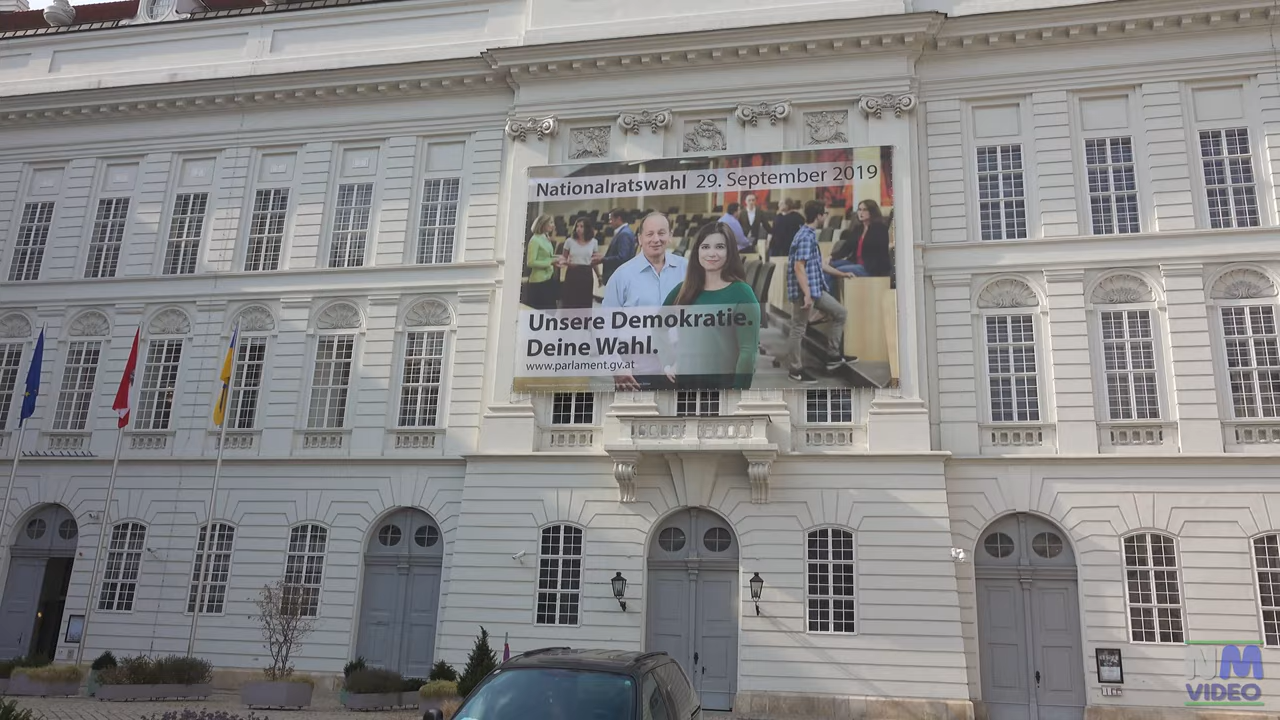 Nationalratswahl 29. September 2019
Unsere Demokratie.
Deine Wahl.
www.parlament.gv.at
NM
VIDEO